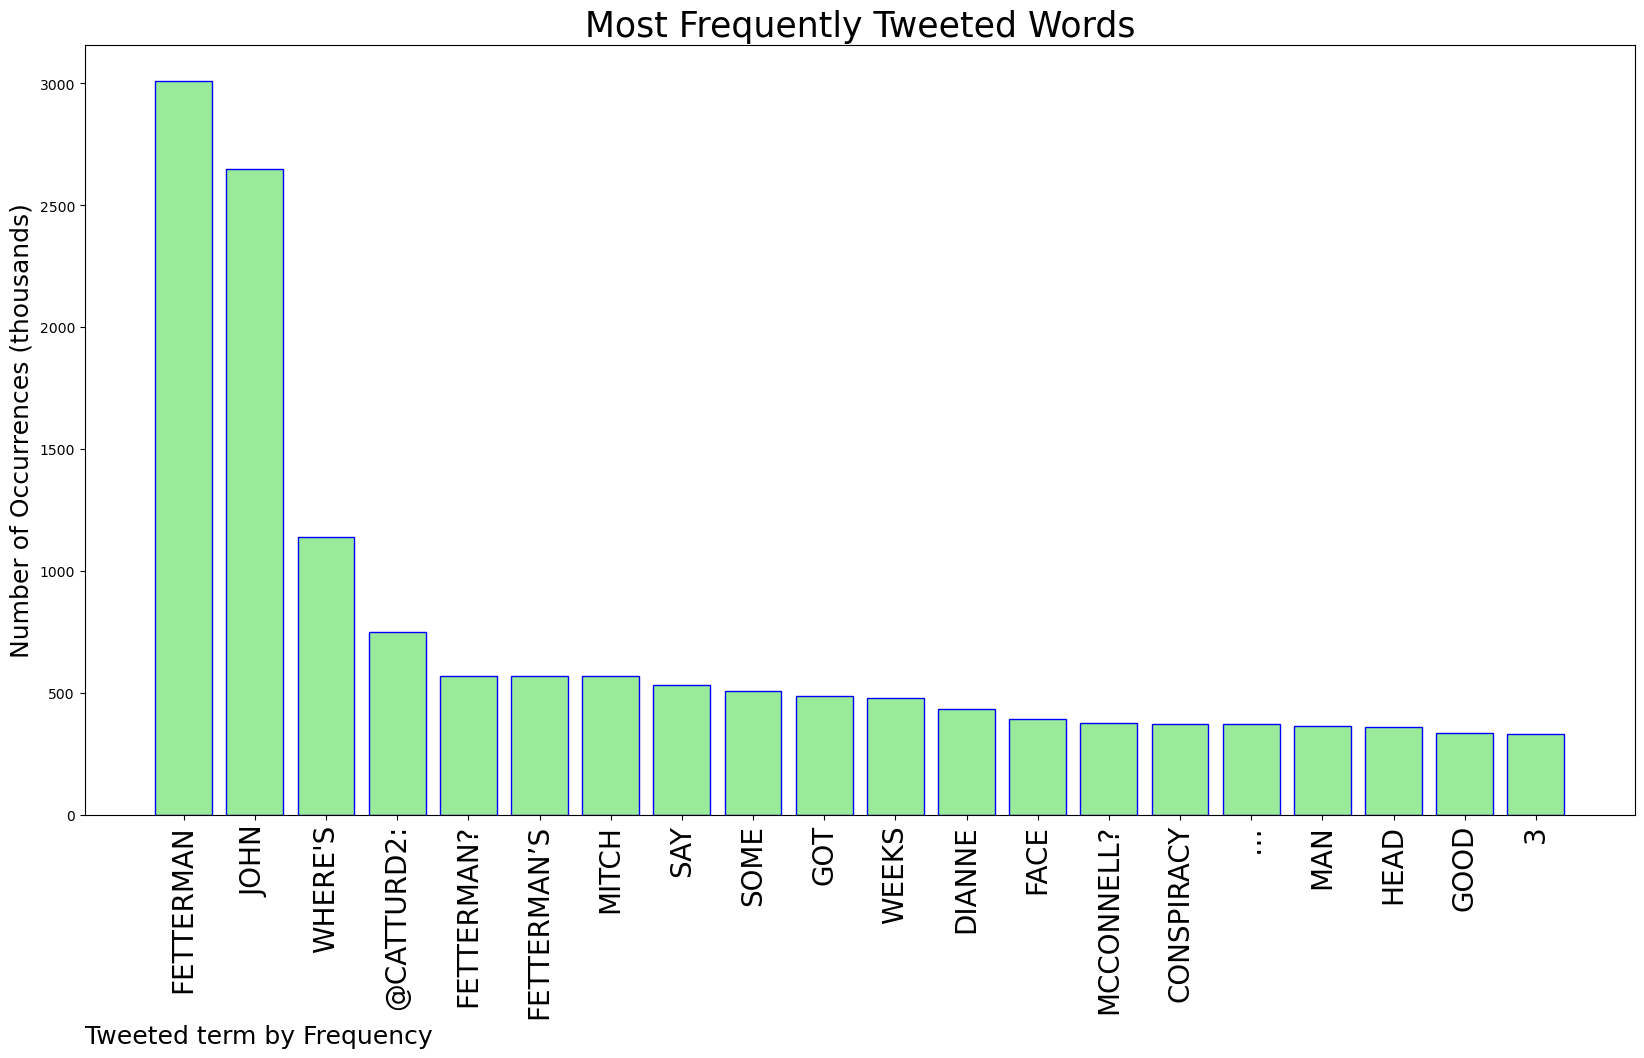 Most Frequently Tweeted Words
Number of Occurrences (thousands)
3000
2500
2000
1500
1000
500
0
FETTERMAN
JOHN
WHERE'S
@CATTURD2:
FETTERMAN?
FETTERMAN’S
MITCH
SAY
SOME
GOT
WEEKS
DIANNE
FACE
MCCONNELL?
CONSPIRACY
…
MAN
HEAD
GOOD
3
Tweeted term by Frequency